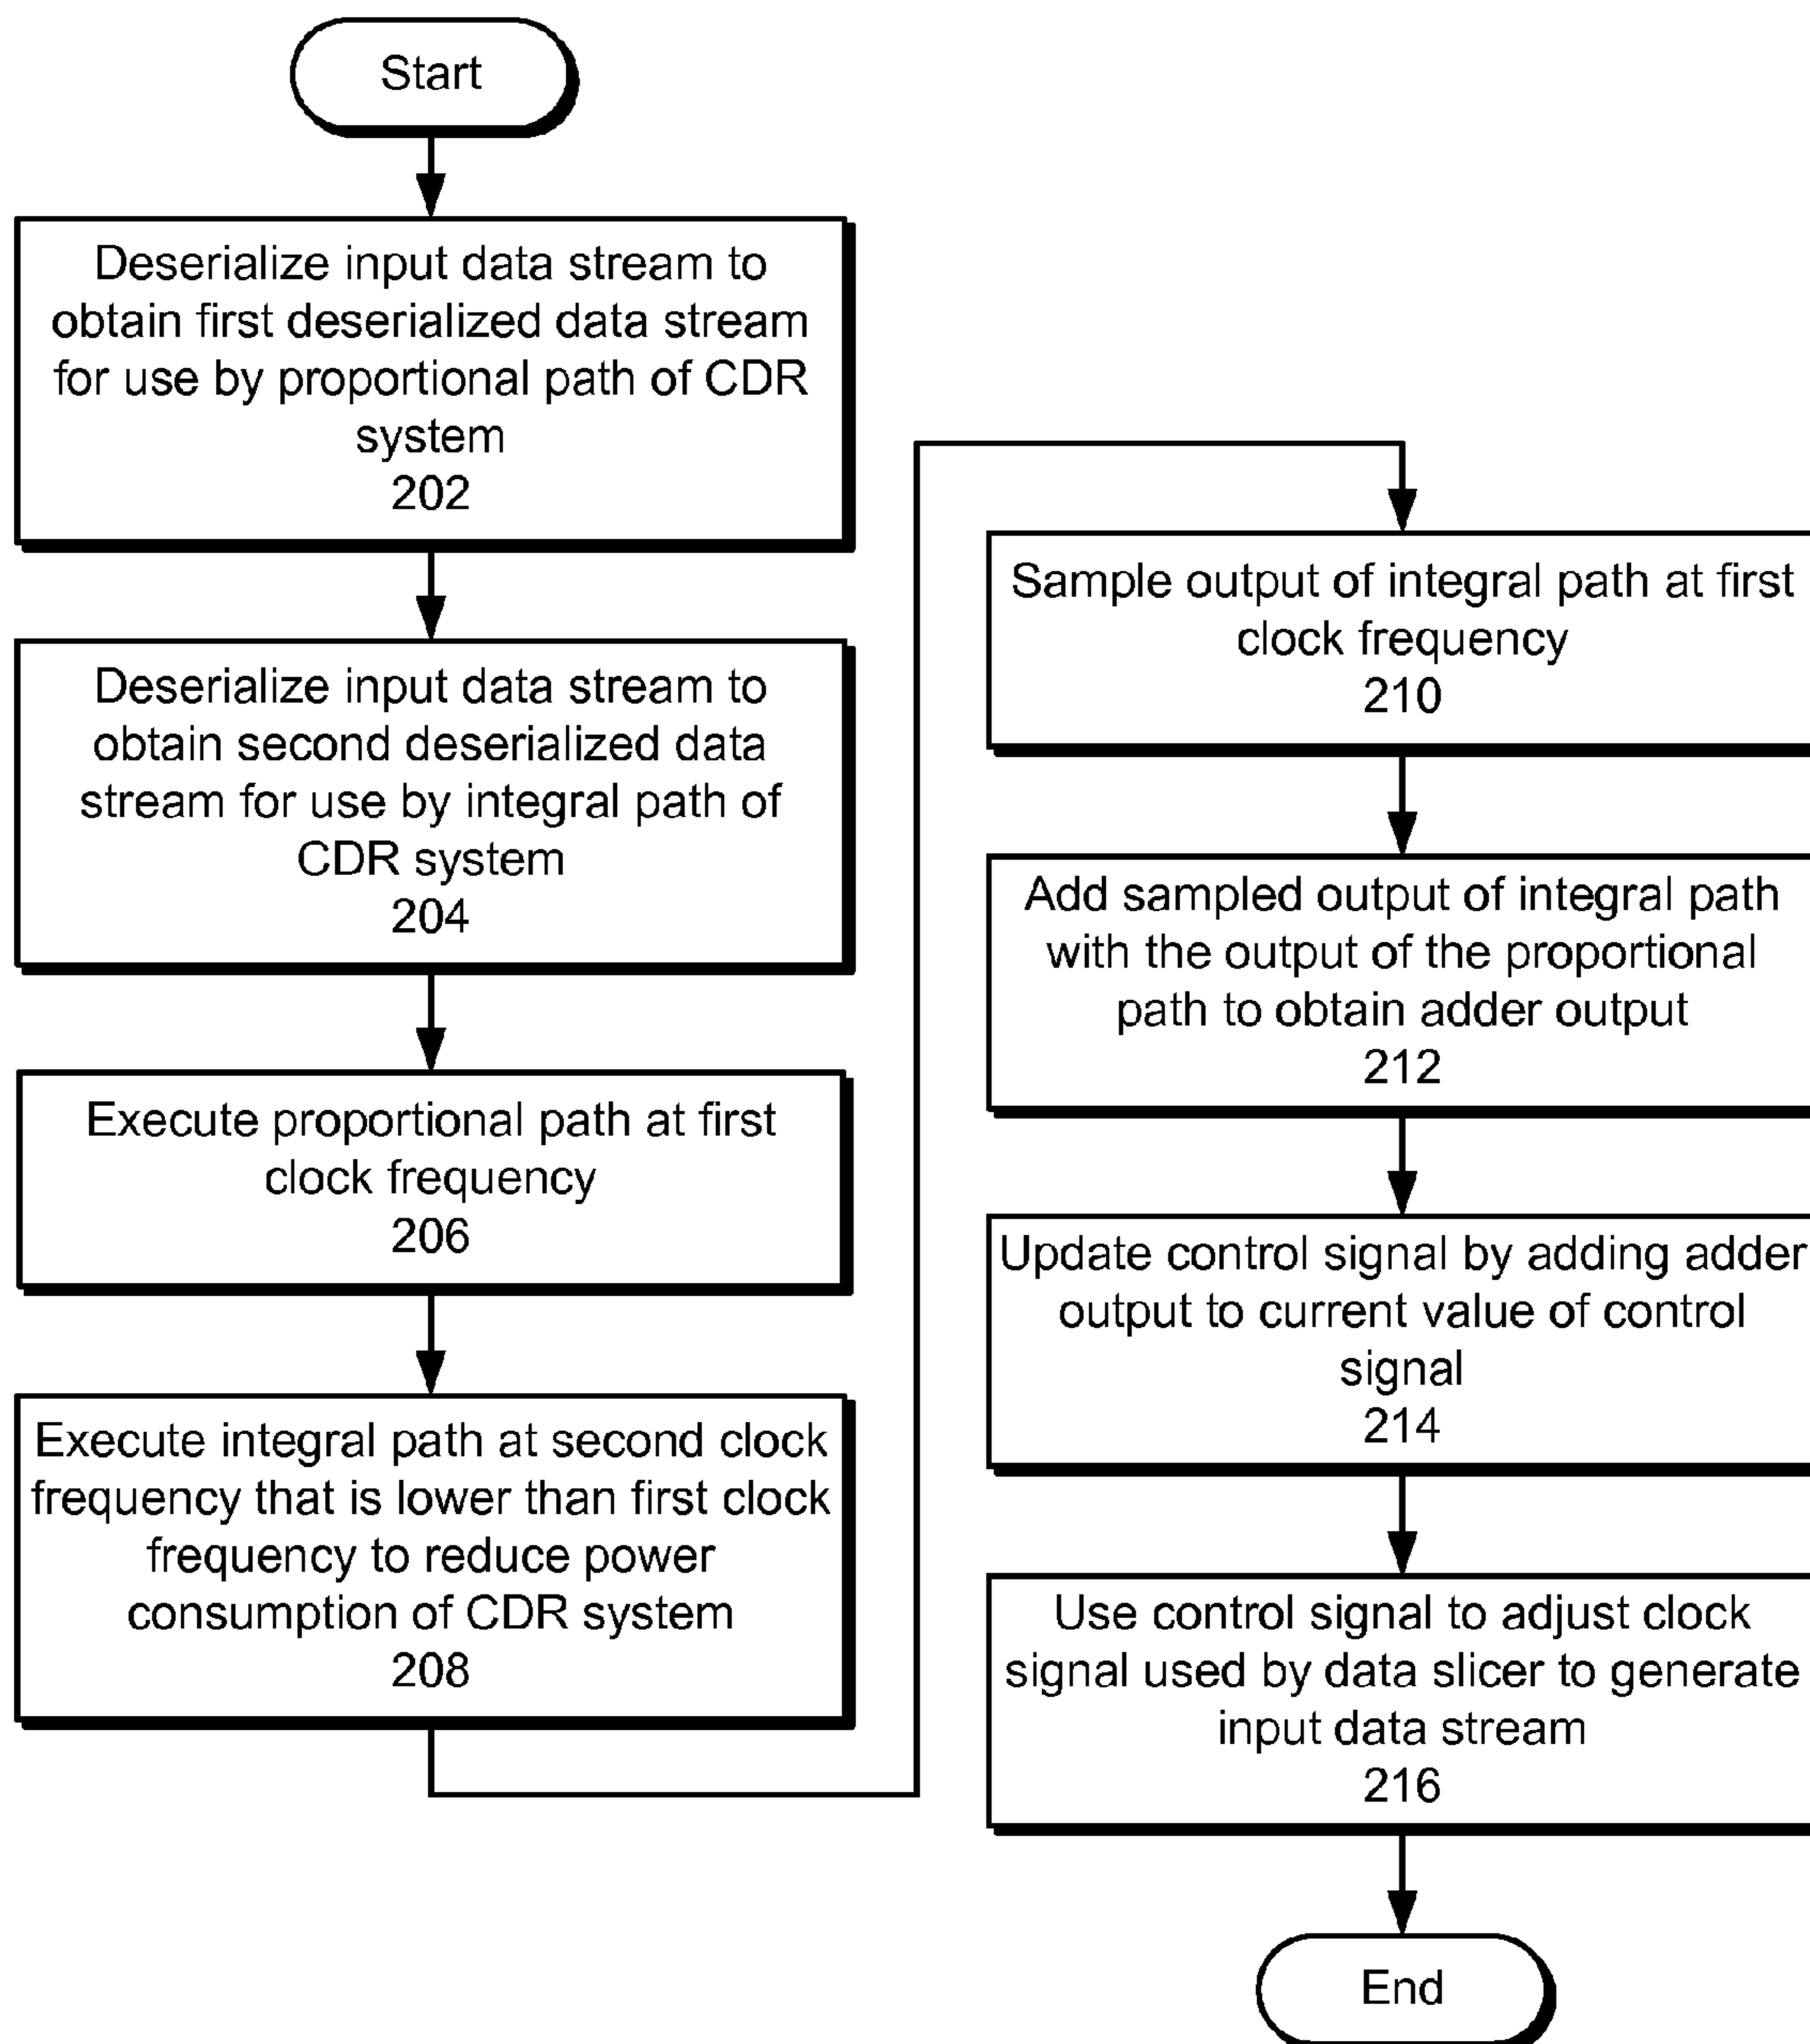 Start
Deserialize input data stream to
obtain first deserialized data stream
for use by proportional path of CDR
system
202
Deserialize input data stream to
obtain second deserialized data
stream for use by integral path of
CDR system
204
Execute proportional path at first
clock frequency
206
Execute integral path at second clock
frequency that is lower than first clock
frequency to reduce power
consumption of CDR system
208
Sample output of integral path at first
clock frequency
210
Add sampled output of integral path
with the output of the proportional
path to obtain adder output
212
Update control signal by adding adder
output to current value of control
signal
214
Use control signal to adjust clock
signal used by data slicer to generate
input data stream
216
End